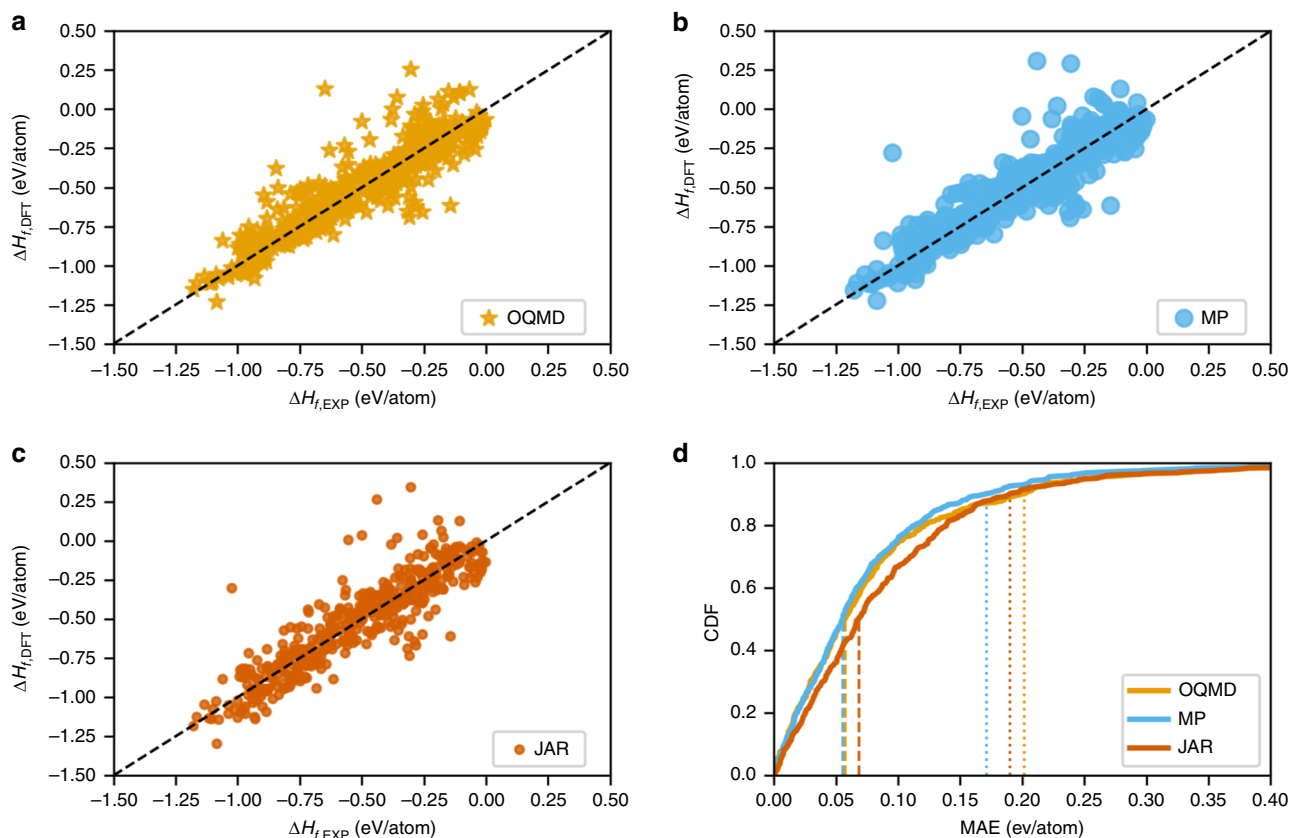 a
0.50
0.25
0.00
−0.25
−0.50
−0.75
−1.00
−1.25
−1.50
ΔHf,DFT (eV/atom)
OQMD
−1.50 −1.25 −1.00 −0.75 −0.50 −0.25 0.00 0.25 0.50
ΔHf,EXP (eV/atom)
b
0.50
0.25
0.00
−0.25
−0.50
−0.75
−1.00
−1.25
−1.50
ΔHf,DFT (eV/atom)
MP
−1.50 −1.25 −1.00 −0.75 −0.50 −0.25 0.00 0.25 0.50
ΔHf,EXP (eV/atom)
c
0.50
0.25
0.00
−0.25
−0.50
−0.75
−1.00
−1.25
−1.50
ΔHf,DFT (eV/atom)
JAR
−1.50 −1.25 −1.00 −0.75 −0.50 −0.25 0.00 0.25 0.50
ΔHf,EXP (eV/atom)
d
1.0
0.8
0.6
0.4
0.2
0.0
CDF
OQMD
MP
JAR
0.00 0.05 0.10 0.15 0.20 0.25 0.30 0.35 0.40
MAE (ev/atom)